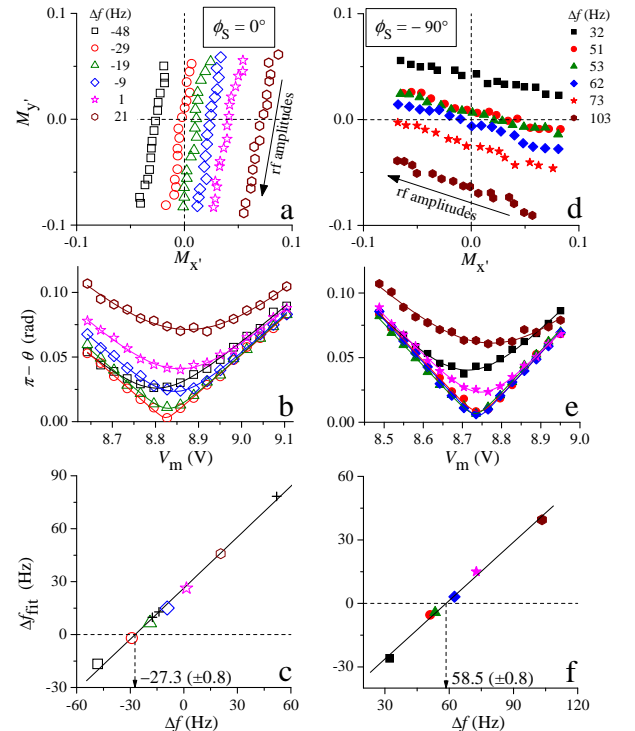 Δf (Hz)
-48
-29
-19
-9
1
21
ϕS = 0°
rf amplitudes
a
My'
0.1
0.0
-0.1
-0.1
0.0
0.1
Mx'
Δf (Hz)
32
51
53
62
73
103
ϕS = − 90°
rf amplitudes
d
0.1
0.0
-0.1
-0.1
0.0
0.1
Mx'
π− θ (rad)
0.10
0.05
0.00
b
8.7
8.8
8.9
9.0
9.1
Vm (V)
0.10
0.05
0.00
e
8.5
8.6
8.7
8.8
8.9
9.0
Vm (V)
Δffit (Hz)
90
60
30
0
-30
c
−27.3 (±0.8)
-60
-30
0
30
60
Δf (Hz)
60
30
0
-30
f
58.5 (±0.8)
0
30
60
90
120
Δf (Hz)